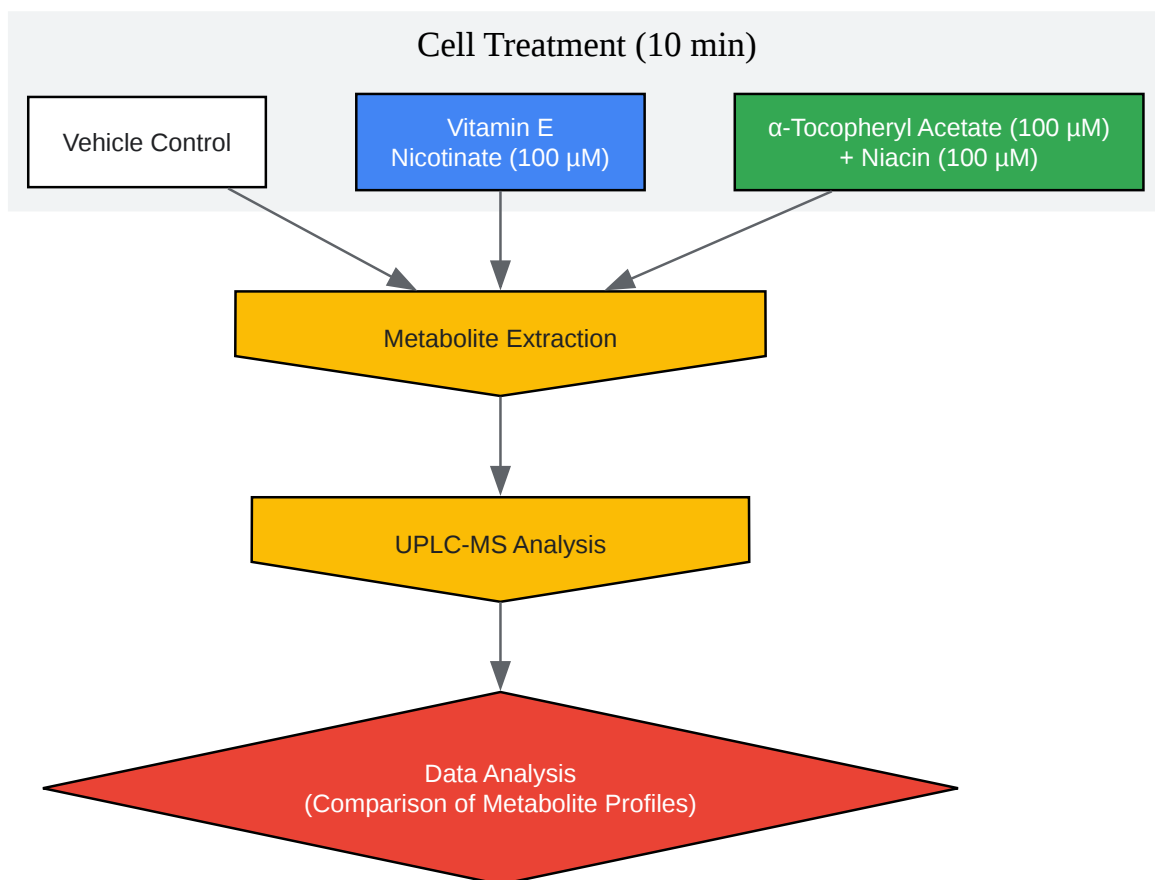 Cell Treatment (10 min)
Vehicle Control
Vitamin E
Nicotinate (100 µM)
α-Tocopheryl Acetate (100 µM)
+ Niacin (100 µM)
Metabolite Extraction
UPLC-MS Analysis
Data Analysis
(Comparison of Metabolite Profiles)